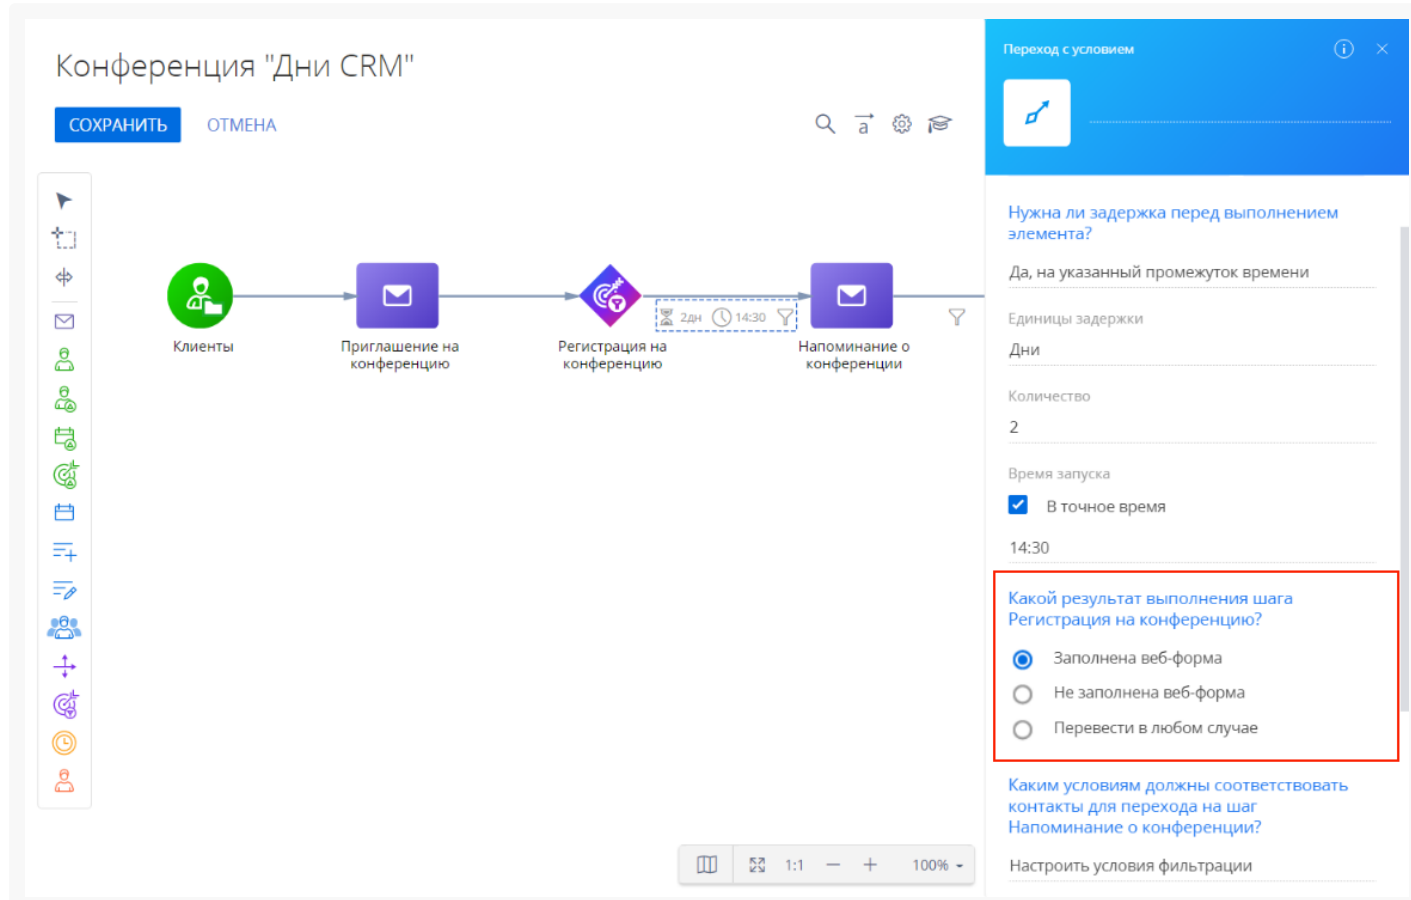 Конференция "Дни CRM"
СОХРАНИТЬ ОТМЕНА
a
Клиенты
Приглашение на
конференцию
Регистрация на
конференцию
2дн 14:30
Напоминание о
конференции
1:1 100%
Переход с условием
Нужна ли задержка перед выполнением
элемента?
Да, на указанный промежуток времени
Единицы задержки
Дни
Количество
2
Время запуска
В точное время
14:30
Какой результат выполнения шага
Регистрация на конференцию?
Заполнена веб-форма
Не заполнена веб-форма
Перевести в любом случае
Каким условиям должны соответствовать
контакты для перехода на шаг
Напоминание о конференции?
Настроить условия фильтрации